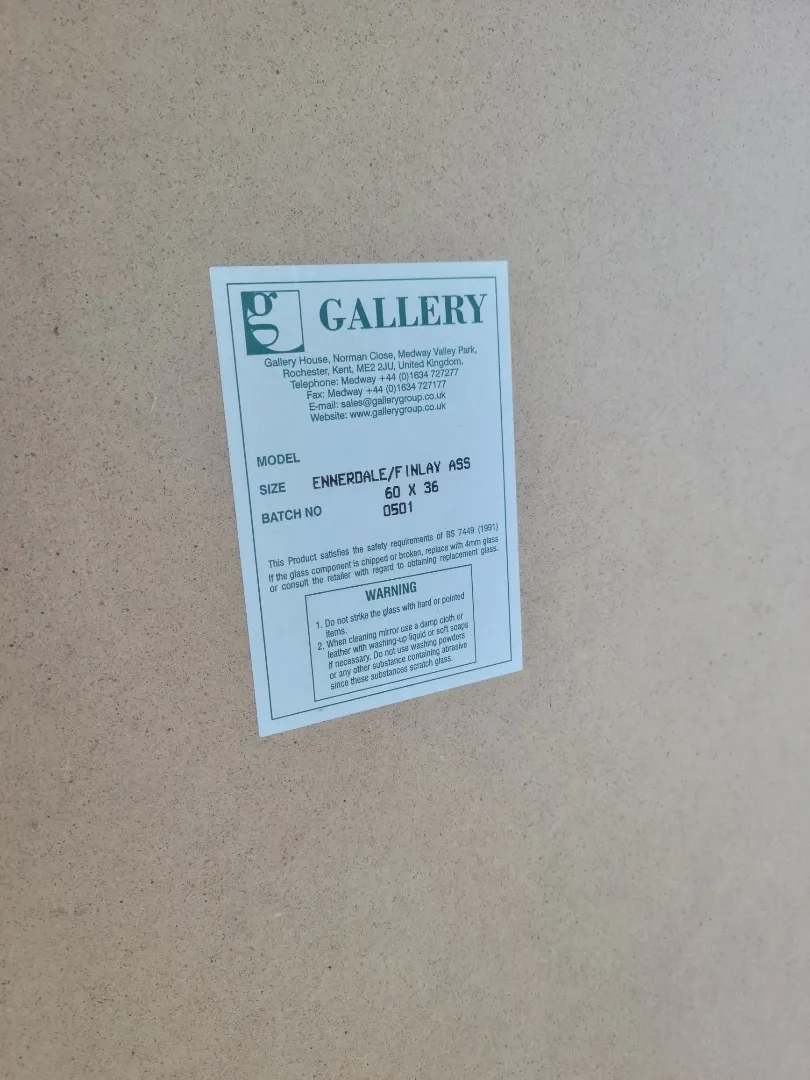 g
GALLERY
Gallery House, Norman Close, Medway Valley Park,
Rochester, Kent, ME2 2JU, United Kingdom.
Telephone: Medway +44 (0)1634 727277
Fax: Medway +44 (0)1634 727177
E-mail: sales@gallerygroup.co.uk
Website: www.gallerygroup.co.uk
MODEL
ENNERDALE/FINLAY ASS
SIZE
60 X 36
BATCH NO
0501
This Product satisfies the safety requirements of BS 7449 (1991)
If the glass component is chipped or broken, replace with 4mm glass
or consult the retailer with regard to obtaining replacement glass.
WARNING
1. Do not strike the glass with hard or pointed
items.
2. When cleaning mirror use a damp cloth or
leather with washing-up liquid or soft soaps
if necessary. Do not use washing powders
or any other substance containing abrasive
since these substances scratch glass.